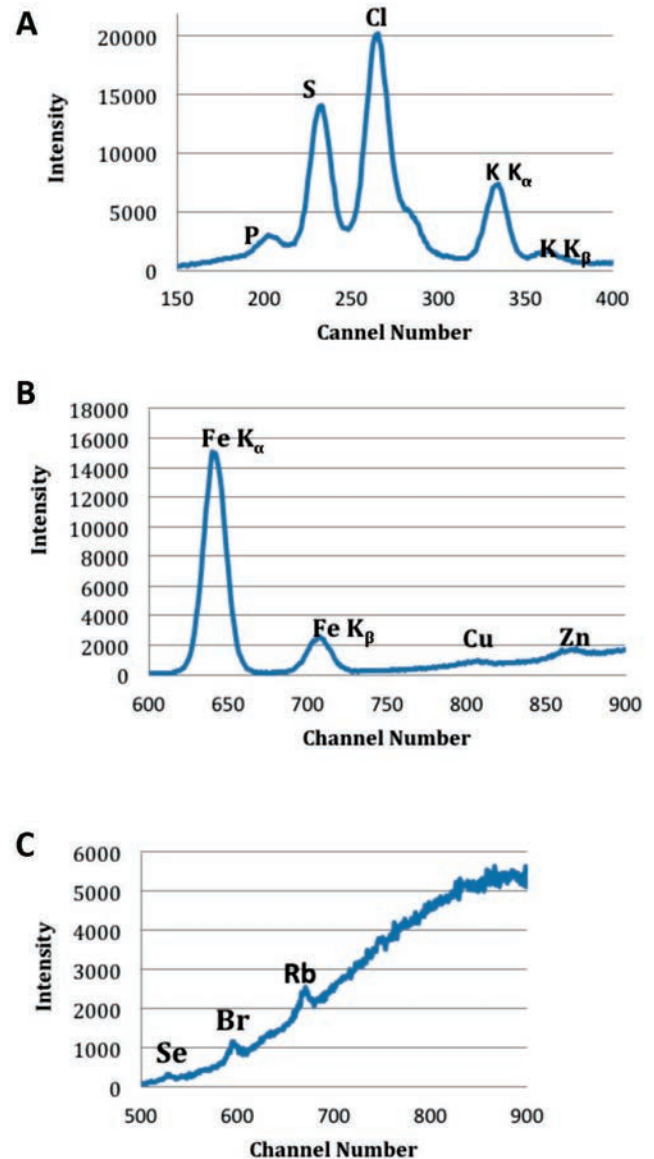 A
Cl
20000
S
15000
Intensity
10000
K Kα
5000
P
K Kβ
0
150 200 250 300 350 400
Cannel Number
B
18000
Fe Kα
16000
14000
12000
Intensity
10000
8000
6000
4000
Fe Kβ
Cu
Zn
2000
0
600 650 700 750 800 850 900
Channel Number
C
6000
5000
4000
Intensity
3000
Rb
2000
Br
1000
Se
0
500 600 700 800 900
Channel Number